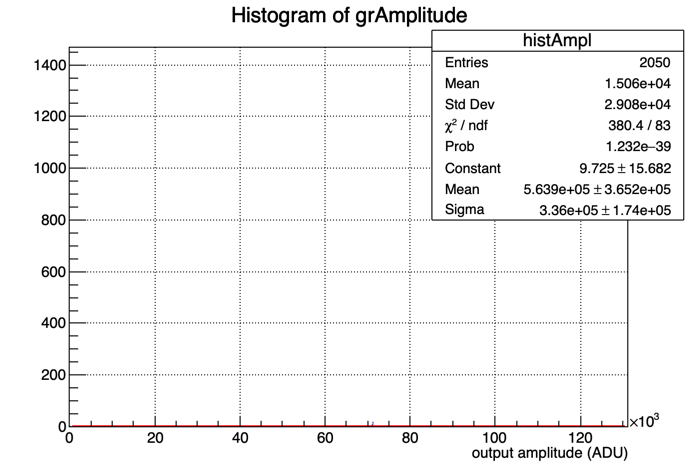 Histogram of grAmplitude
histAmpl
Entries 2050
Mean 1.506e+04
Std Dev 2.908e+04
χ² / ndf 380.4 / 83
Prob 1.232e−39
Constant 9.725 ± 15.682
Mean 5.639e+05 ± 3.652e+05
Sigma 3.36e+05 ± 1.74e+05
1400
1200
1000
800
600
400
200
0
0 20 40 60 80 100 120 ×10³
output amplitude (ADU)